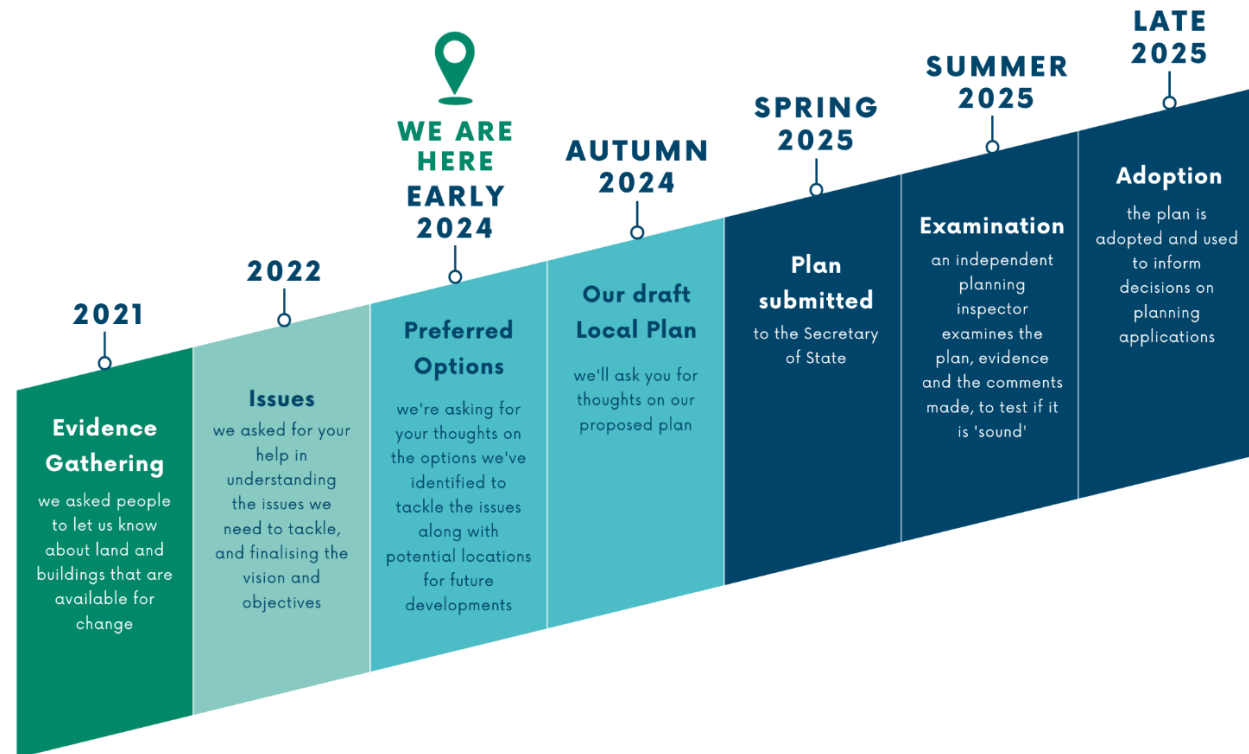 2021
Evidence
Gathering
we asked people
to let us know
about land and
buildings that are
available for
change
2022
Issues
we asked for your
help in
understanding
the issues we
need to tackle,
and finalising the
vision and
objectives
WE ARE
HERE
EARLY
2024
Preferred
Options
we're asking for
your thoughts on
the options we've
identified to
tackle the issues
along with
potential locations
for future
developments
AUTUMN
2024
Our draft
Local Plan
we'll ask you for
thoughts on our
proposed plan
SPRING
2025
Plan
submitted
to the Secretary
of State
SUMMER
2025
Examination
an independent
planning
inspector
examines the
plan, evidence
and the comments
made, to test if it
is 'sound'
LATE
2025
Adoption
the plan is
adopted and used
to inform
decisions on
planning
applications